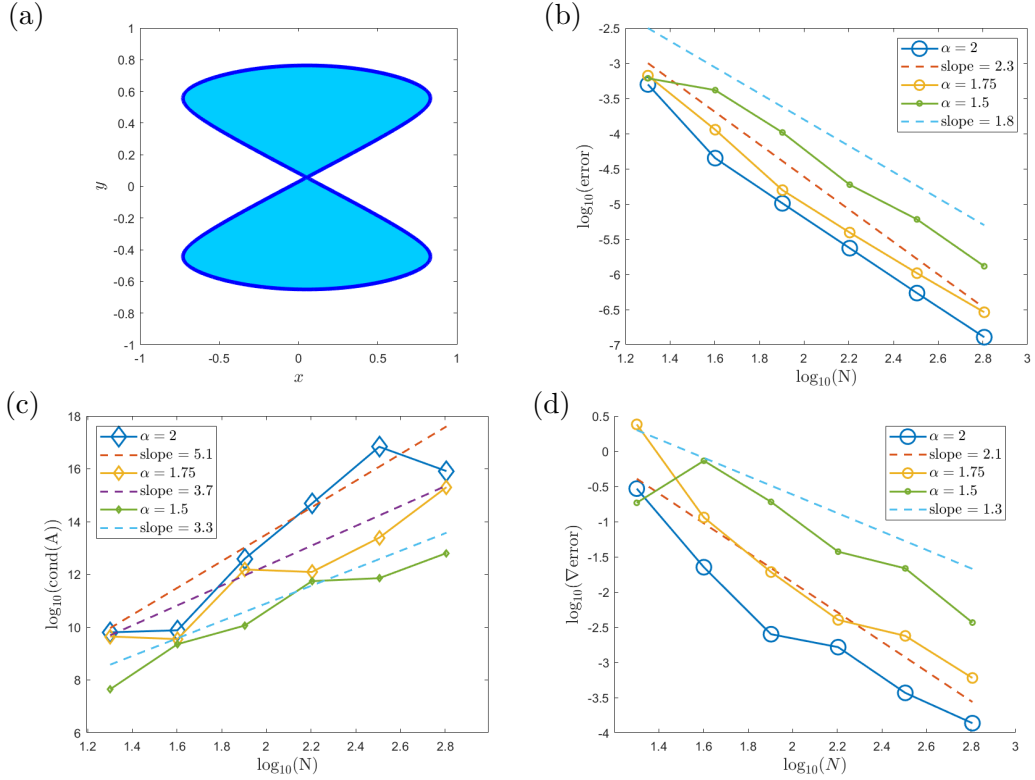 (a)
1
0.8
0.6
0.4
0.2
0
-0.2
-0.4
-0.6
-0.8
-1
y
-1
-0.5
0
0.5
1
x
(b)
-2.5
-3
-3.5
-4
-4.5
-5
-5.5
-6
-6.5
-7
log₁₀(error)
α = 2
slope = 2.3
α = 1.75
α = 1.5
slope = 1.8
1.2
1.4
1.6
1.8
2
2.2
2.4
2.6
2.8
3
log₁₀(N)
(c)
18
16
14
12
10
8
6
log₁₀(cond(A))
α = 2
slope = 5.1
α = 1.75
slope = 3.7
α = 1.5
slope = 3.3
1.2
1.4
1.6
1.8
2
2.2
2.4
2.6
2.8
3
log₁₀(N)
(d)
0.5
0
-0.5
-1
-1.5
-2
-2.5
-3
-3.5
-4
log₁₀(∇error)
α = 2
slope = 2.1
α = 1.75
α = 1.5
slope = 1.3
1.4
1.6
1.8
2
2.2
2.4
2.6
2.8
3
log₁₀(N)